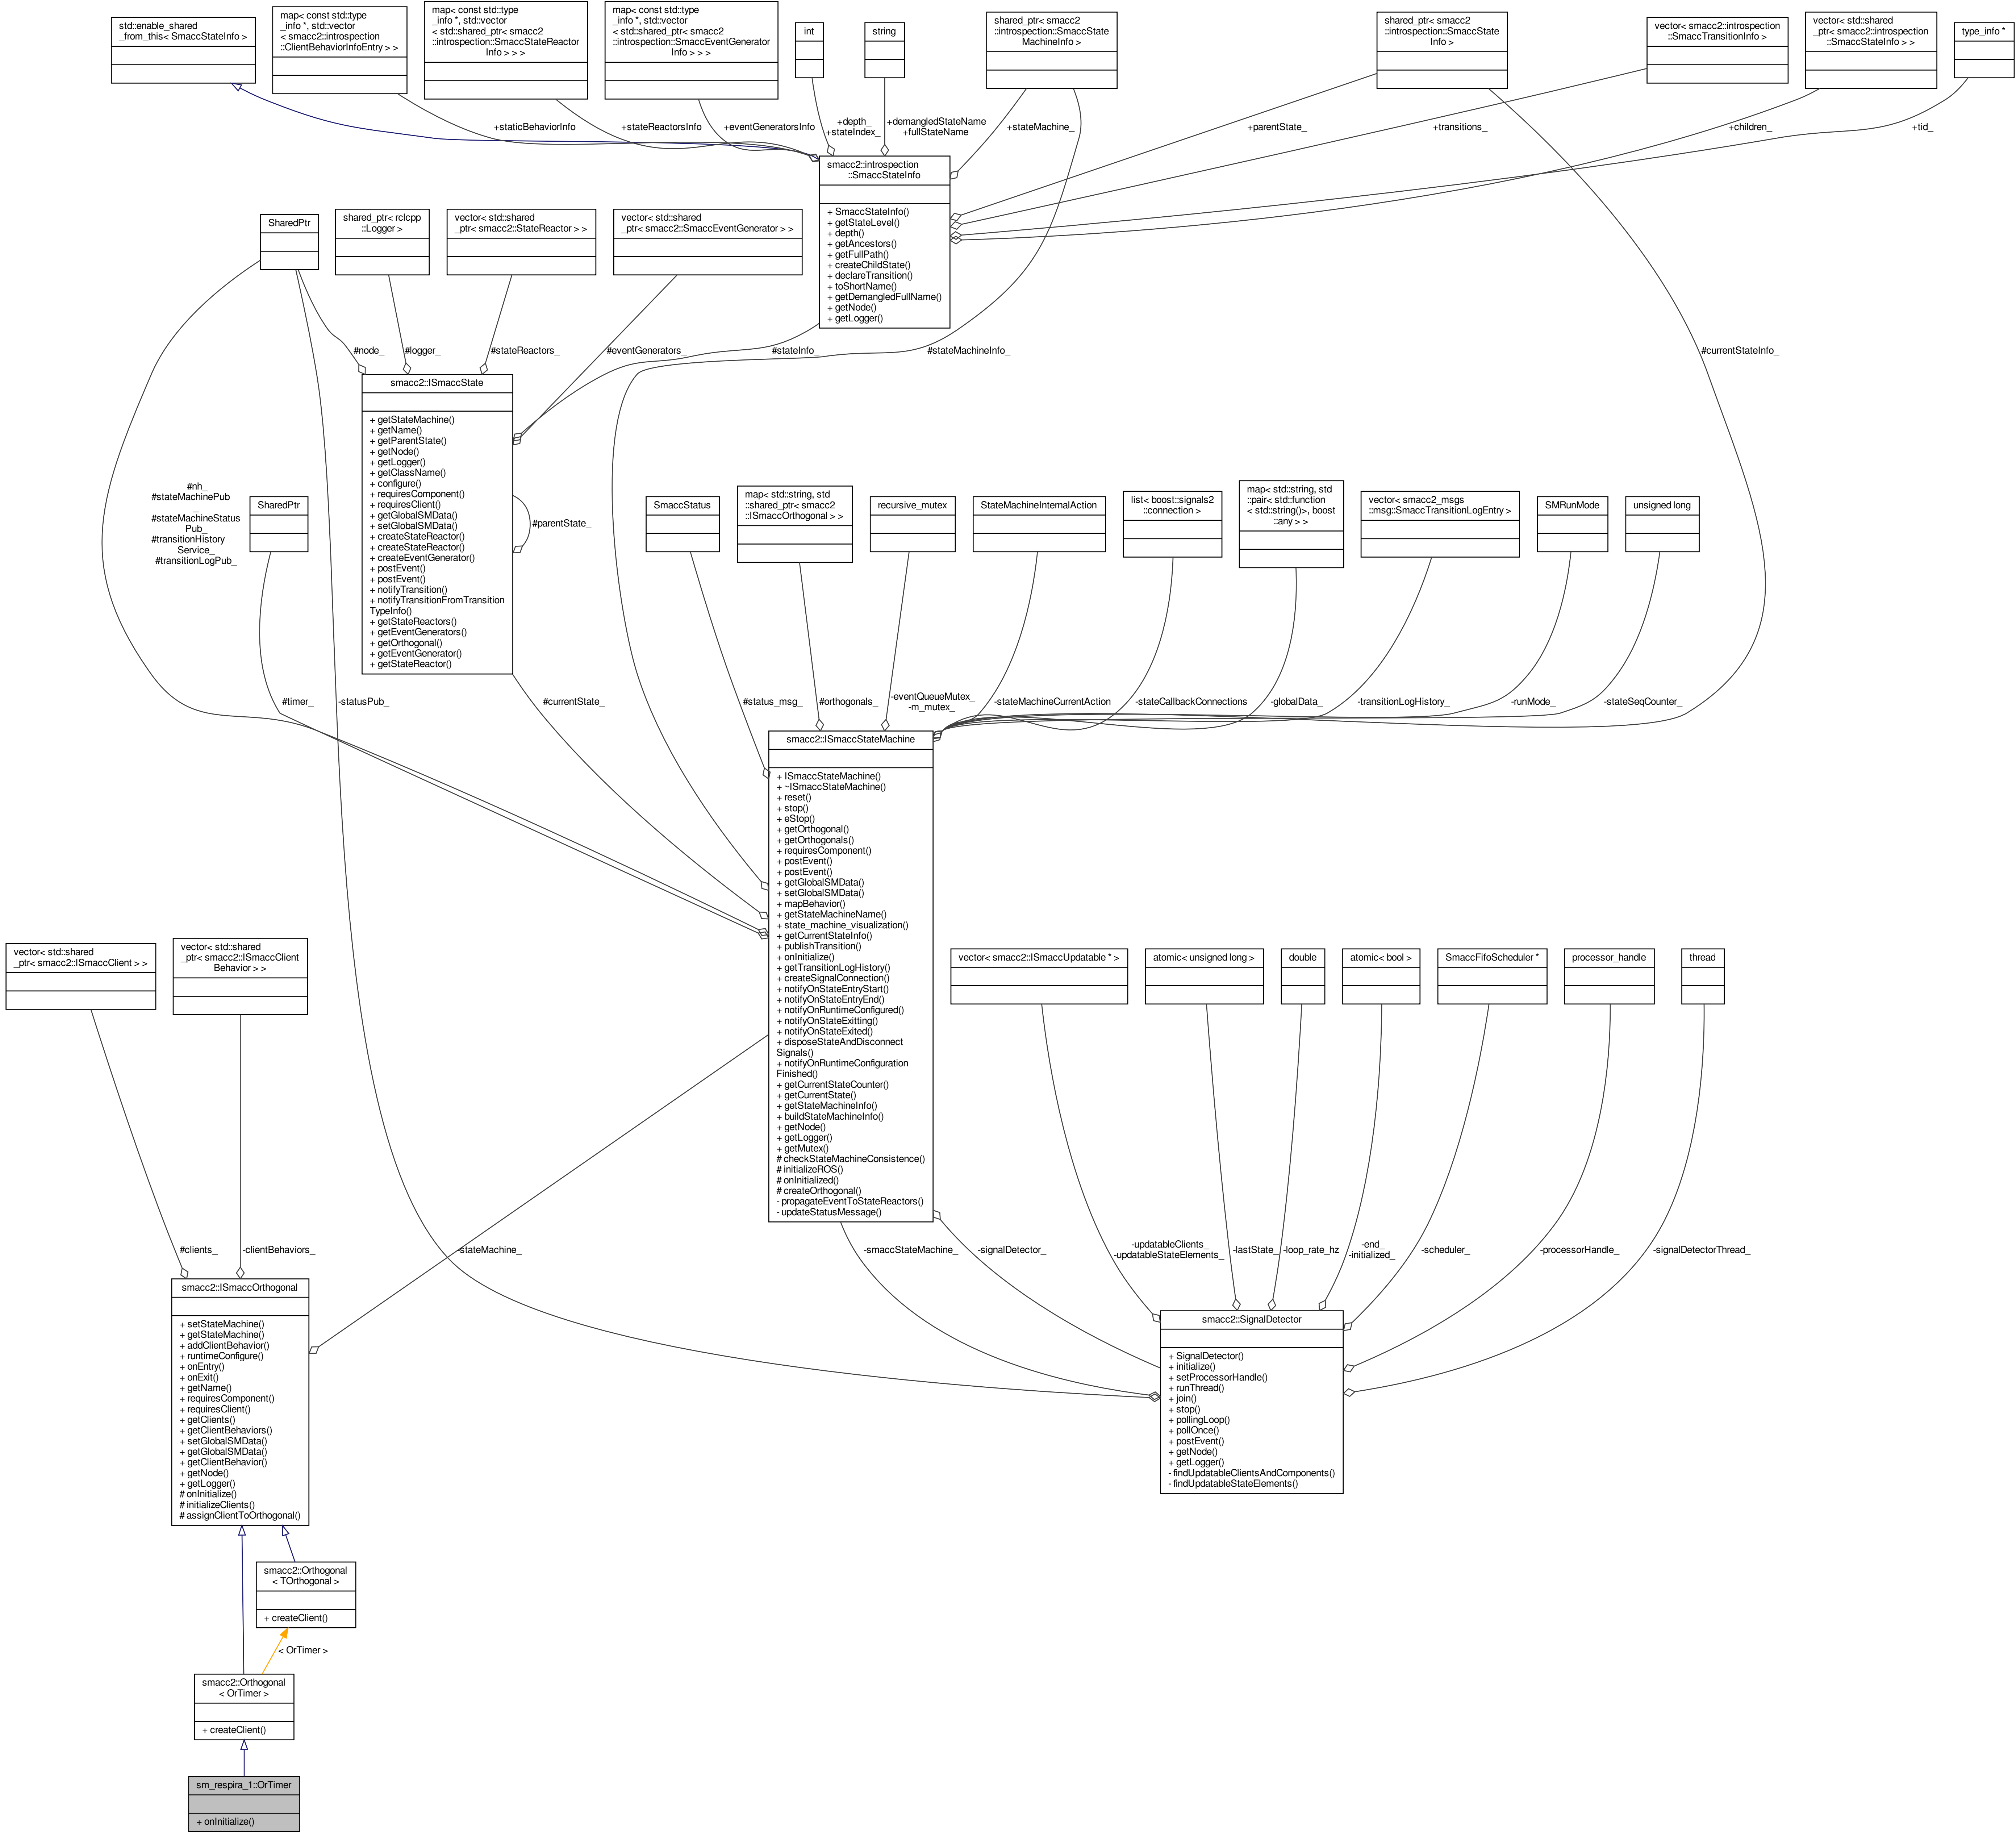 std::enable_shared
_from_this< SmaccStateInfo >
map< const std::type
_info *, std::vector
< smacc2::introspection
::ClientBehaviorInfoEntry > >
map< const std::type
_info *, std::vector
< std::shared_ptr< smacc2
::introspection::SmaccStateReactor
Info > > >
map< const std::type
_info *, std::vector
< std::shared_ptr< smacc2
::introspection::SmaccEventGenerator
Info > > >
int
string
shared_ptr< smacc2
::introspection::SmaccState
MachineInfo >
shared_ptr< smacc2
::introspection::SmaccState
Info >
vector< smacc2::introspection
::SmaccTransitionInfo >
vector< std::shared
_ptr< smacc2::introspection
::SmaccStateInfo > >
type_info *
+staticBehaviorInfo
+stateReactorsInfo
+eventGeneratorsInfo
+depth_
+stateIndex_
+demangledStateName
+fullStateName
+stateMachine_
+parentState_
+transitions_
+children_
+tid_
smacc2::introspection
::SmaccStateInfo
+ SmaccStateInfo()
+ getStateLevel()
+ depth()
+ getAncestors()
+ getFullPath()
+ createChildState()
+ declareTransition()
+ toShortName()
+ getDemangledFullName()
+ getNode()
+ getLogger()
SharedPtr
shared_ptr< rclcpp
::Logger >
vector< std::shared
_ptr< smacc2::StateReactor > >
vector< std::shared
_ptr< smacc2::SmaccEventGenerator > >
#node_
#logger_
#stateReactors_
#eventGenerators_
#stateInfo_
#stateMachineInfo_
#currentStateInfo_
smacc2::ISmaccState
+ getStateMachine()
+ getName()
+ getParentState()
+ getNode()
+ getLogger()
+ getClassName()
+ configure()
+ requiresComponent()
+ requiresClient()
+ getGlobalSMData()
+ setGlobalSMData()
+ createStateReactor()
+ createStateReactor()
+ createEventGenerator()
+ postEvent()
+ postEvent()
+ notifyTransition()
+ notifyTransitionFromTransition
TypeInfo()
+ getStateReactors()
+ getEventGenerators()
+ getOrthogonal()
+ getEventGenerator()
+ getStateReactor()
#parentState_
#nh_
#stateMachinePub
_
#stateMachineStatus
Pub_
#transitionHistory
Service_
#transitionLogPub_
SharedPtr
SmaccStatus
map< std::string, std
::shared_ptr< smacc2
::ISmaccOrthogonal > >
recursive_mutex
StateMachineInternalAction
list< boost::signals2
::connection >
map< std::string, std
::pair< std::function
< std::string()>, boost
::any > >
vector< smacc2_msgs
::msg::SmaccTransitionLogEntry >
SMRunMode
unsigned long
#timer_
-statusPub_
#currentState_
#status_msg_
#orthogonals_
-eventQueueMutex_
-m_mutex_
-stateMachineCurrentAction
-stateCallbackConnections
-globalData_
-transitionLogHistory_
-runMode_
-stateSeqCounter_
smacc2::ISmaccStateMachine
+ ISmaccStateMachine()
+ ~ISmaccStateMachine()
+ reset()
+ stop()
+ eStop()
+ getOrthogonal()
+ getOrthogonals()
+ requiresComponent()
+ postEvent()
+ postEvent()
+ getGlobalSMData()
+ setGlobalSMData()
+ mapBehavior()
+ getStateMachineName()
+ state_machine_visualization()
+ getCurrentStateInfo()
+ publishTransition()
+ onInitialize()
+ getTransitionLogHistory()
+ createSignalConnection()
+ notifyOnStateEntryStart()
+ notifyOnStateEntryEnd()
+ notifyOnRuntimeConfigured()
+ notifyOnStateExitting()
+ notifyOnStateExited()
+ disposeStateAndDisconnect
Signals()
+ notifyOnRuntimeConfiguration
Finished()
+ getCurrentStateCounter()
+ getCurrentState()
+ getStateMachineInfo()
+ buildStateMachineInfo()
+ getNode()
+ getLogger()
+ getMutex()
# checkStateMachineConsistence()
# initializeROS()
# onInitialized()
# createOrthogonal()
- propagateEventToStateReactors()
- updateStatusMessage()
vector< std::shared
_ptr< smacc2::ISmaccClient > >
vector< std::shared
_ptr< smacc2::ISmaccClient
Behavior > >
vector< smacc2::ISmaccUpdatable * >
atomic< unsigned long >
double
atomic< bool >
SmaccFifoScheduler *
processor_handle
thread
#clients_
-clientBehaviors_
-stateMachine_
-smaccStateMachine_
-signalDetector_
-updatableClients_
-updatableStateElements_
-lastState_
-loop_rate_hz
-end_
-initialized_
-scheduler_
-processorHandle_
-signalDetectorThread_
smacc2::ISmaccOrthogonal
+ setStateMachine()
+ getStateMachine()
+ addClientBehavior()
+ runtimeConfigure()
+ onEntry()
+ onExit()
+ getName()
+ requiresComponent()
+ requiresClient()
+ getClients()
+ getClientBehaviors()
+ setGlobalSMData()
+ getGlobalSMData()
+ getClientBehavior()
+ getNode()
+ getLogger()
# onInitialize()
# initializeClients()
# assignClientToOrthogonal()
smacc2::SignalDetector
+ SignalDetector()
+ initialize()
+ setProcessorHandle()
+ runThread()
+ join()
+ stop()
+ pollingLoop()
+ pollOnce()
+ postEvent()
+ getNode()
+ getLogger()
- findUpdatableClientsAndComponents()
- findUpdatableStateElements()
smacc2::Orthogonal
< TOrthogonal >
+ createClient()
< OrTimer >
smacc2::Orthogonal
< OrTimer >
+ createClient()
sm_respira_1::OrTimer
+ onInitialize()